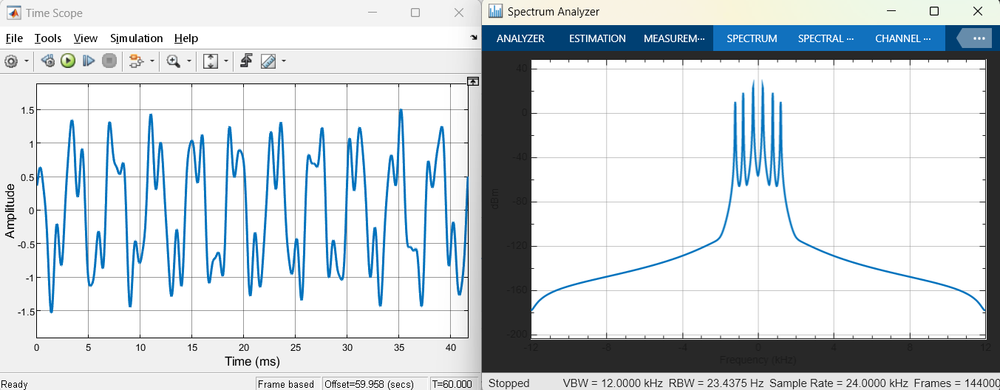 Time Scope
File Tools View Simulation Help
1.5
1
0.5
0
-0.5
-1
-1.5
Amplitude
0 5 10 15 20 25 30 35 40
Time (ms)
Ready Frame based Offset=59.958 (secs) T=60.000
Spectrum Analyzer
ANALYZER ESTIMATION MEASUREM··· SPECTRUM SPECTRAL ··· CHANNEL ··· ···
40
0
-40
-80
-120
-160
-200
dBm
-12 -8 -4 0 4 8 12
Frequency (kHz)
Stopped VBW = 12.0000 kHz RBW = 23.4375 Hz Sample Rate = 24.0000 kHz Frames = 144000